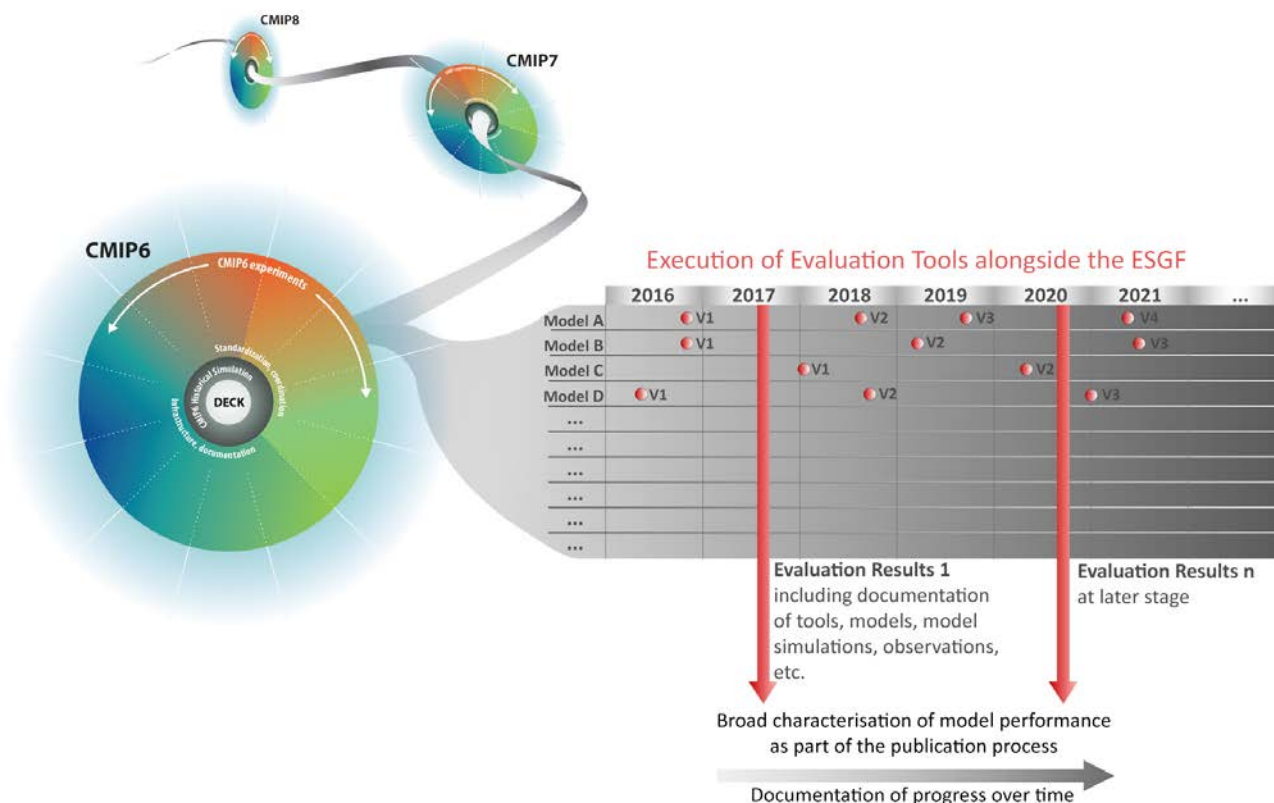 CMIP8
CMIP7
CMIP6
CMIP6 experiments
Standardization, coordination
CMIP6 Historical Simulation
DECK
Infrastructure, documentation
Execution of Evaluation Tools alongside the ESGF
2016 2017 2018 2019 2020 2021 ...
Model A V1 V2 V3 V4
Model B V1 V2 V3
Model C V1 V2
Model D V1 V2 V3
...
...
...
...
...
...
Evaluation Results 1
including documentation
of tools, models, model
simulations, observations,
etc.
Evaluation Results n
at later stage
Broad characterisation of model performance
as part of the publication process
Documentation of progress over time